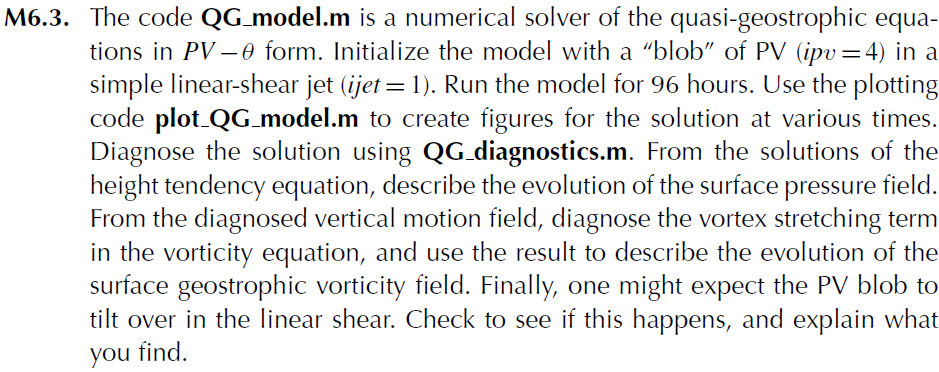 M6.3. The code QG_model.m is a numerical solver of the quasi-geostrophic equa-
tions in PV – θ form. Initialize the model with a “blob” of PV (ipv = 4) in a
simple linear-shear jet (ijet = 1). Run the model for 96 hours. Use the plotting
code plot_QG_model.m to create figures for the solution at various times.
Diagnose the solution using QG_diagnostics.m. From the solutions of the
height tendency equation, describe the evolution of the surface pressure field.
From the diagnosed vertical motion field, diagnose the vortex stretching term
in the vorticity equation, and use the result to describe the evolution of the
surface geostrophic vorticity field. Finally, one might expect the PV blob to
tilt over in the linear shear. Check to see if this happens, and explain what
you find.